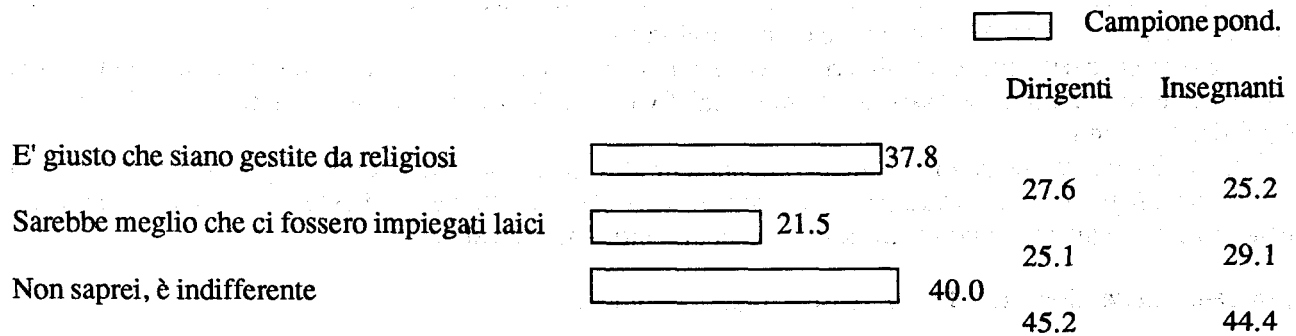 Campione pond.
Dirigenti Insegnanti
E' giusto che siano gestite da religiosi 37.8
27.6 25.2
Sarebbe meglio che ci fossero impiegati laici 21.5
25.1 29.1
Non saprei, è indifferente 40.0
45.2 44.4